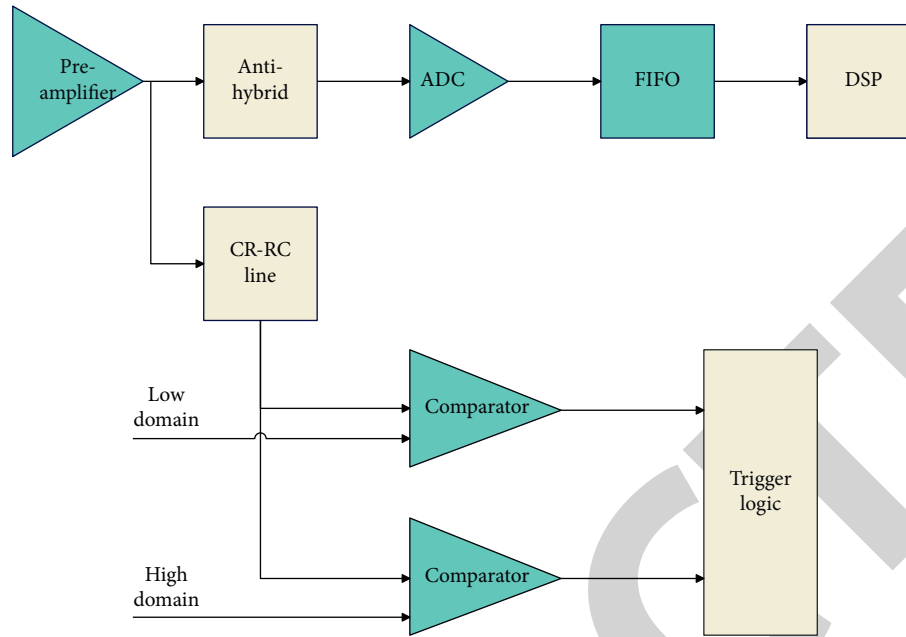 Pre-
amplifier
Anti-
hybrid
ADC
FIFO
DSP
CR-RC
line
Low
domain
Comparator
Trigger
logic
High
domain
Comparator